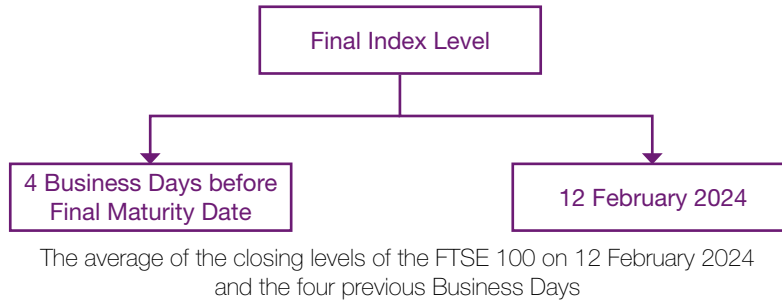 Final Index Level
4 Business Days before
Final Maturity Date
12 February 2024
The average of the closing levels of the FTSE 100 on 12 February 2024
and the four previous Business Days